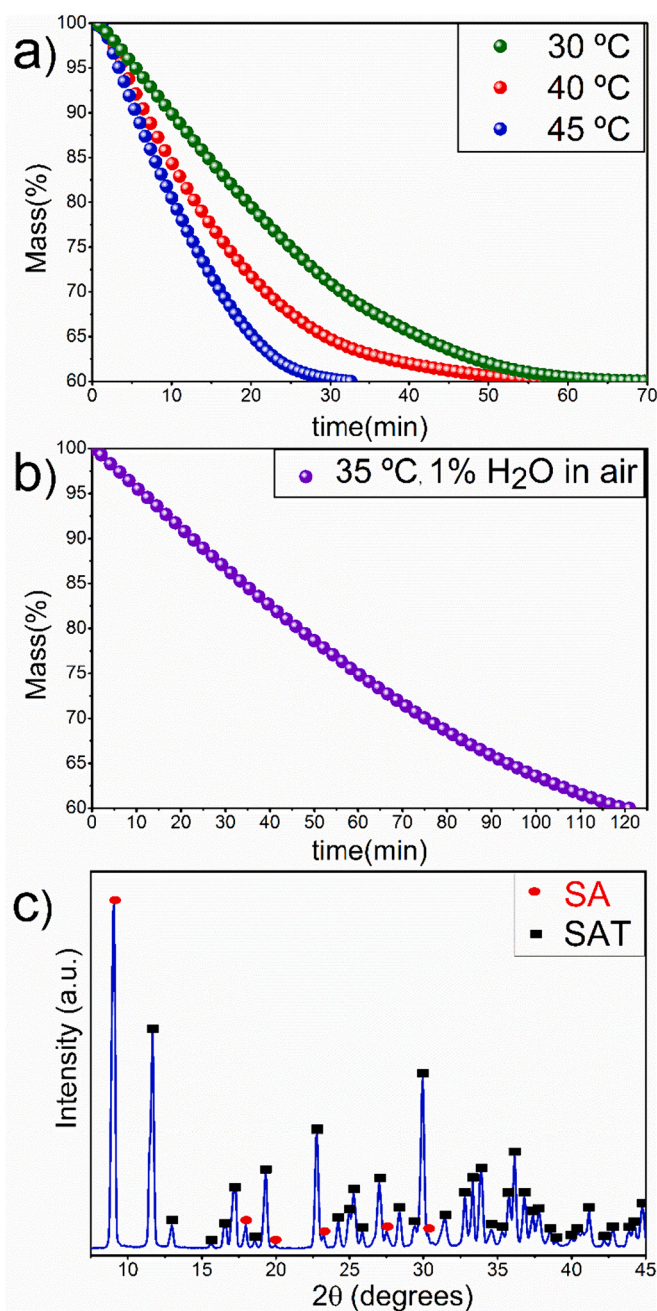 a)
30 ºC
40 ºC
45 ºC
100
95
90
85
80
75
70
65
60
Mass(%)
0 10 20 30 40 50 60 70
time(min)
b)
35 ºC, 1% H₂O in air
100
95
90
85
80
75
70
65
60
Mass(%)
0 10 20 30 40 50 60 70 80 90 100 110 120
time(min)
c)
SA
SAT
Intensity (a.u.)
10 15 20 25 30 35 40 45
2θ (degrees)